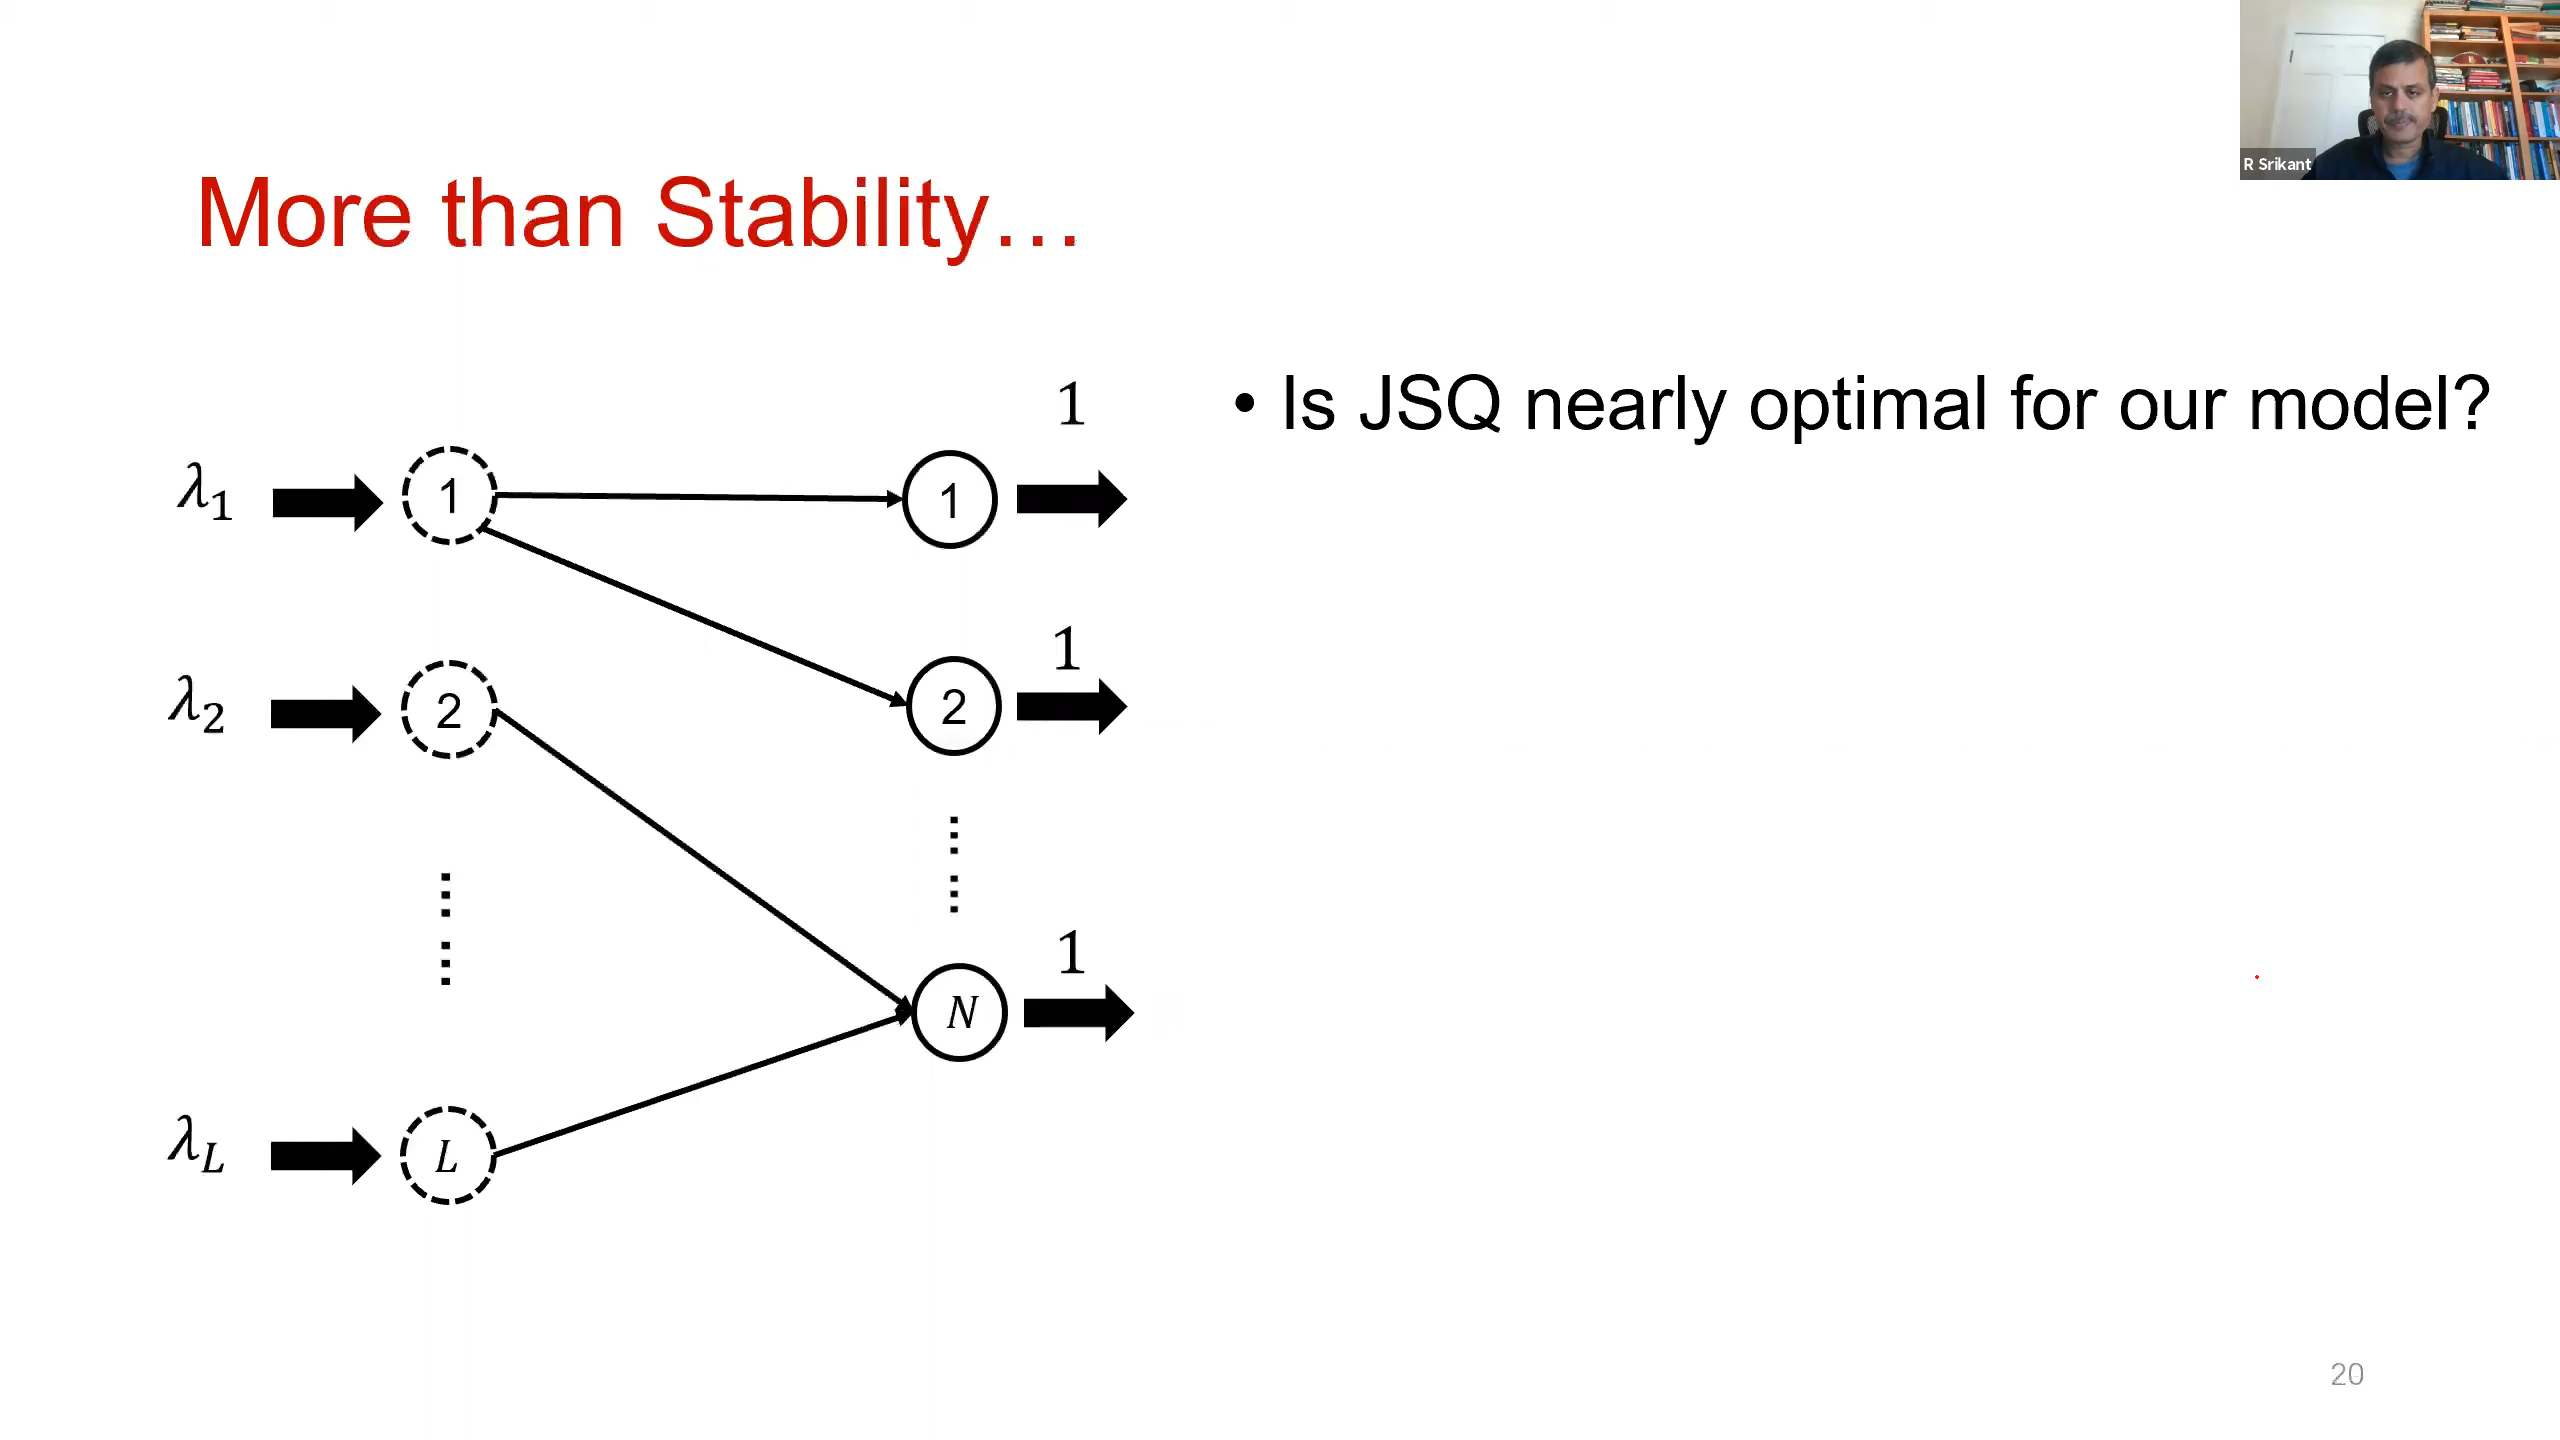 R Srikant
More than Stability…
• Is JSQ nearly optimal for our model?
1
λ1 1 1
1
λ2 2 2
1
N
λL L
20